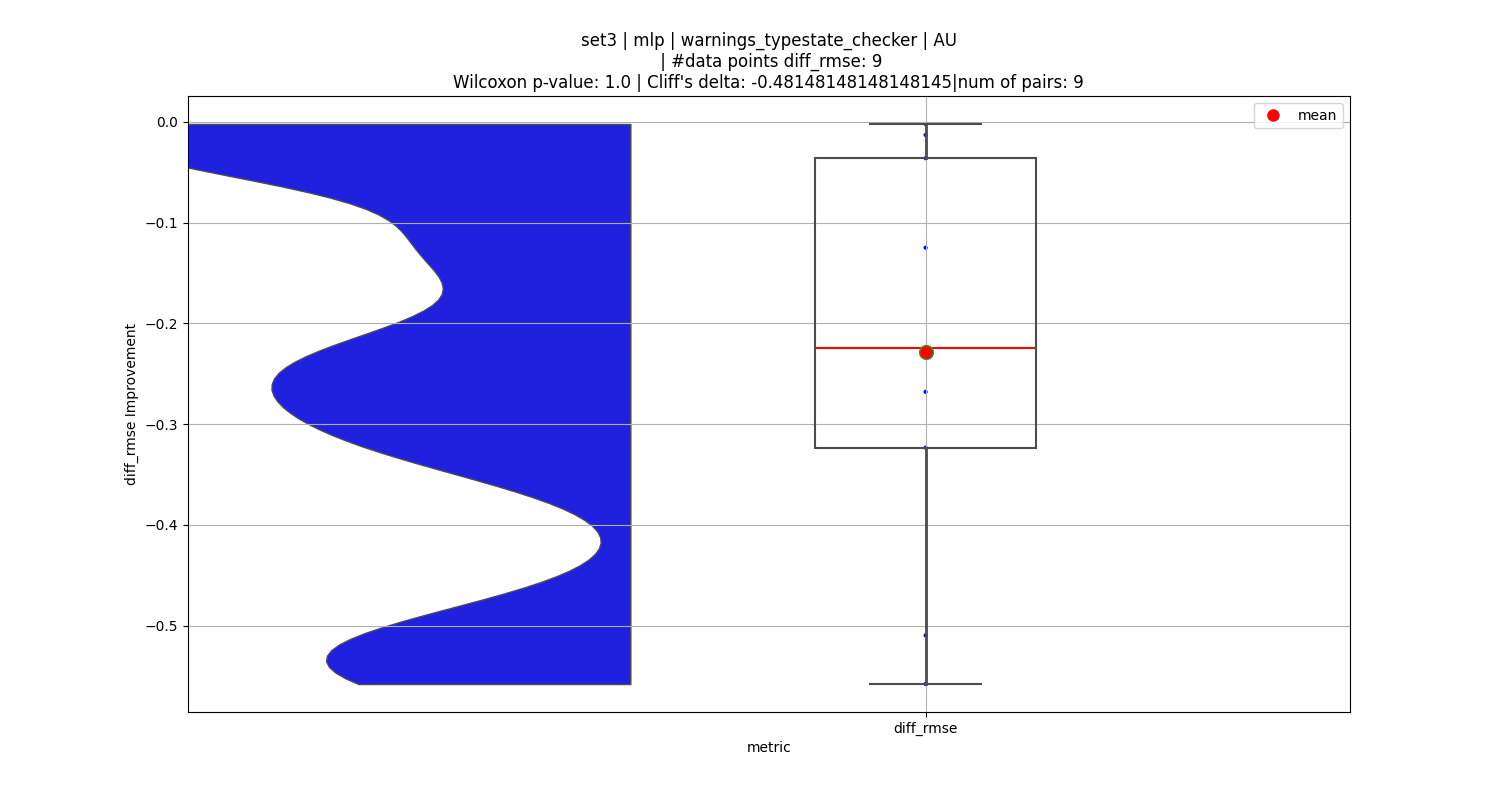 set3 | mlp | warnings_typestate_checker | AU
| #data points diff_rmse: 9
Wilcoxon p-value: 1.0 | Cliff's delta: -0.48148148148148145|num of pairs: 9
mean
0.0
−0.1
−0.2
−0.3
−0.4
−0.5
diff_rmse Improvement
diff_rmse
metric